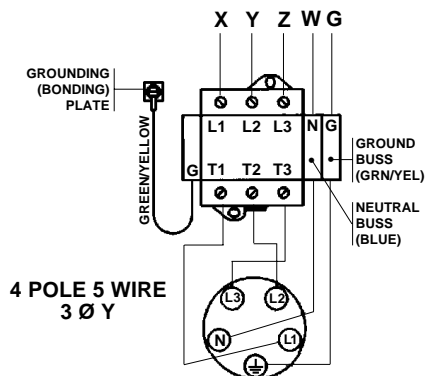 X Y Z W G
GROUNDING
(BONDING)
PLATE
GREEN/YELLOW
L1 L2 L3 N G
G T1 T2 T3
GROUND
BUSS
(GRN/YEL)
NEUTRAL
BUSS
(BLUE)
4 POLE 5 WIRE
3 Ø Y
L3 L2
N L1